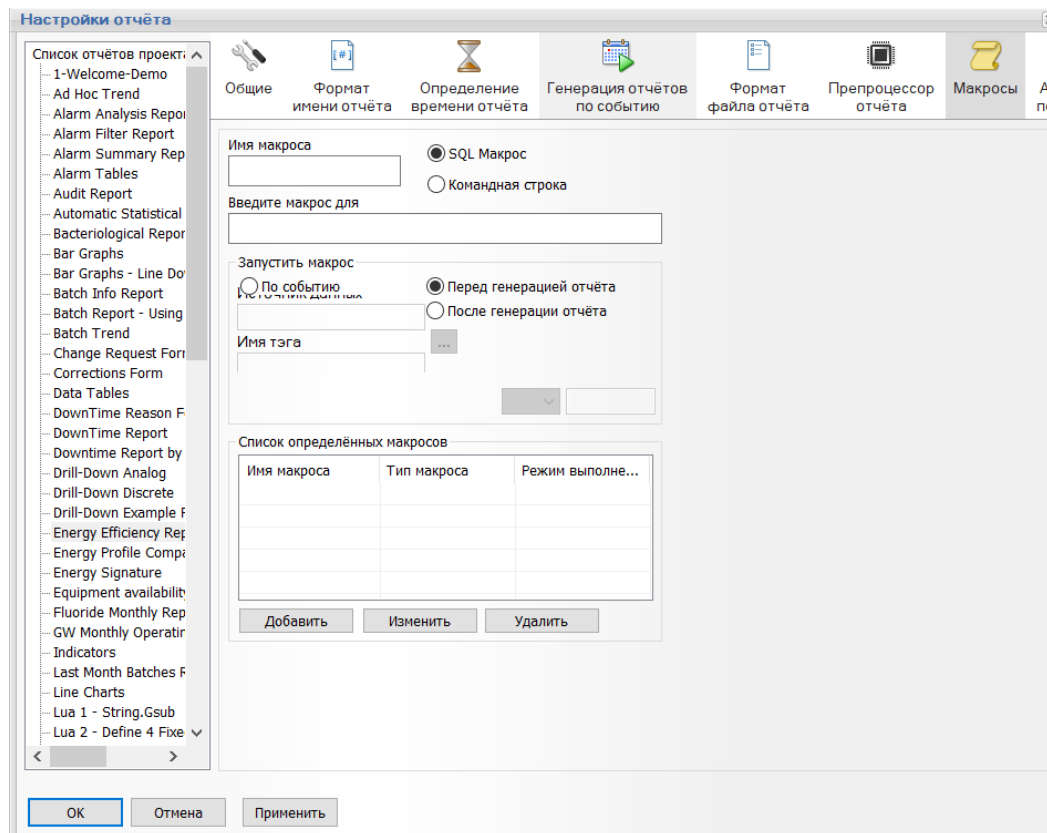 Настройки отчёта
Список отчётов проекта
1-Welcome-Demo
Ad Hoc Trend
Alarm Analysis Repor
Alarm Filter Report
Alarm Summary Rep
Alarm Tables
Audit Report
Automatic Statistical
Bacteriological Repor
Bar Graphs
Bar Graphs - Line Do
Batch Info Report
Batch Report - Using
Batch Trend
Change Request Forr
Corrections Form
Data Tables
DownTime Reason F
DownTime Report
Downtime Report by
Drill-Down Analog
Drill-Down Discrete
Drill-Down Example F
Energy Efficiency Rep
Energy Profile Compa
Energy Signature
Equipment availability
Fluoride Monthly Rep
GW Monthly Operatin
Indicators
Last Month Batches R
Line Charts
Lua 1 - String.Gsub
Lua 2 - Define 4 Fixe
Общие
Формат
имени отчёта
Определение
времени отчёта
Генерация отчётов
по событию
Формат
файла отчёта
Препроцессор
отчёта
Макросы
Имя макроса
SQL Макрос
Командная строка
Введите макрос для
Запустить макрос
По событию
Перед генерацией отчёта
Источник данных
После генерации отчёта
Имя тэга
...
Список определённых макросов
Имя макроса Тип макроса Режим выполне...
Добавить Изменить Удалить
OK Отмена Применить